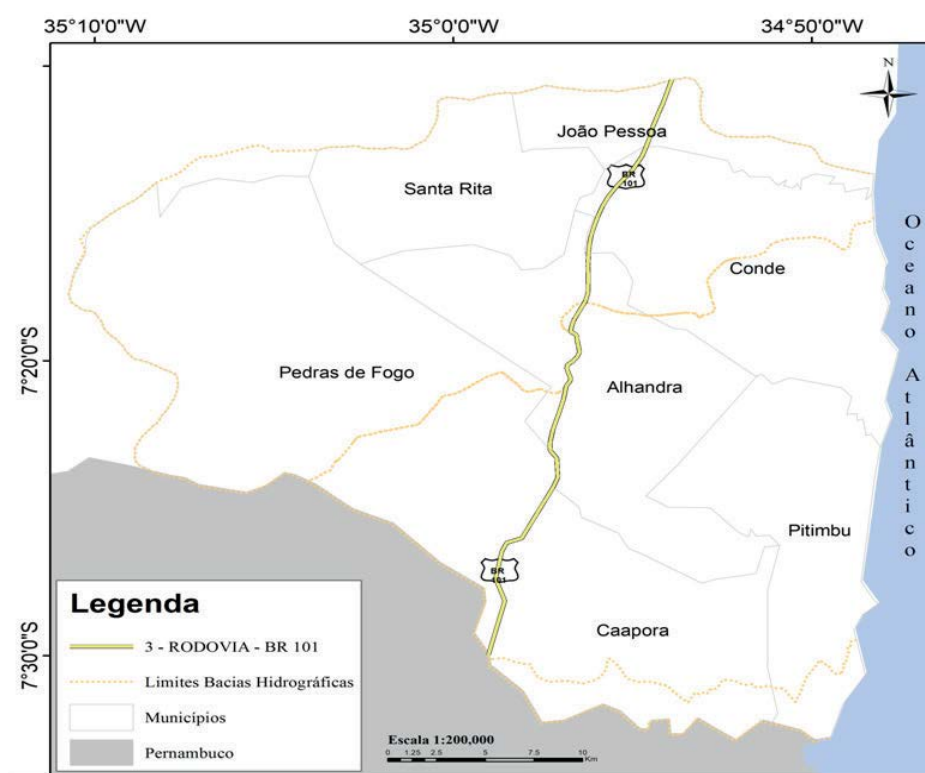 35°10'0"W
35°0'0"W
34°50'0"W
N
João Pessoa
BR
101
Santa Rita
Conde
Oceano Atlântico
7°20'0"S
Pedras de Fogo
Alhandra
Pitimbu
BR
101
Caapora
7°30'0"S
Legenda
3 - RODOVIA - BR 101
Limites Bacias Hidrográficas
Municípios
Pernambuco
Escala 1:200,000
0 1.25 2.5 5 7.5 10
Km